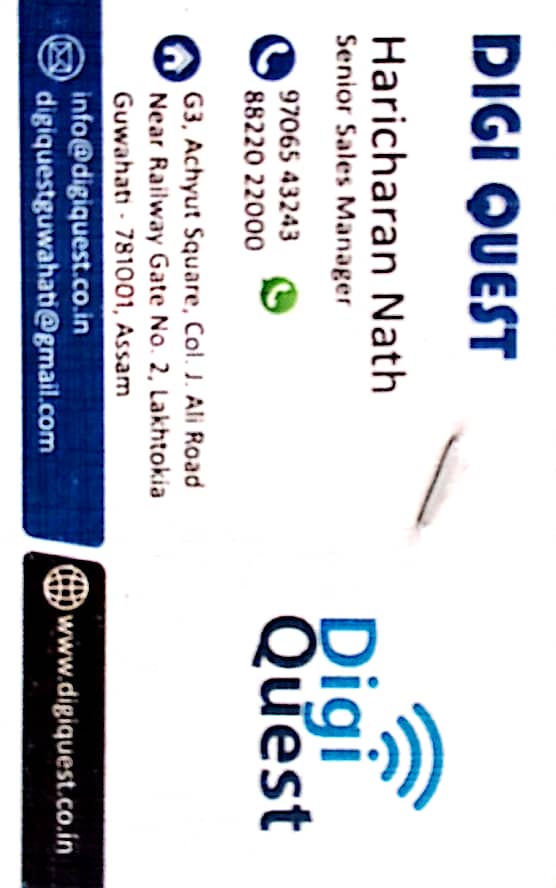 DIGI QUEST
Haricharan Nath
Senior Sales Manager
97065 43243
88220 22000
G3, Achyut Square, Col. J. Ali Road
Near Railway Gate No. 2, Lakhtokia
Guwahati - 781001, Assam
info@digiquest.co.in
digiquestguwahati@gmail.com
Digi
Quest
www.digiquest.co.in